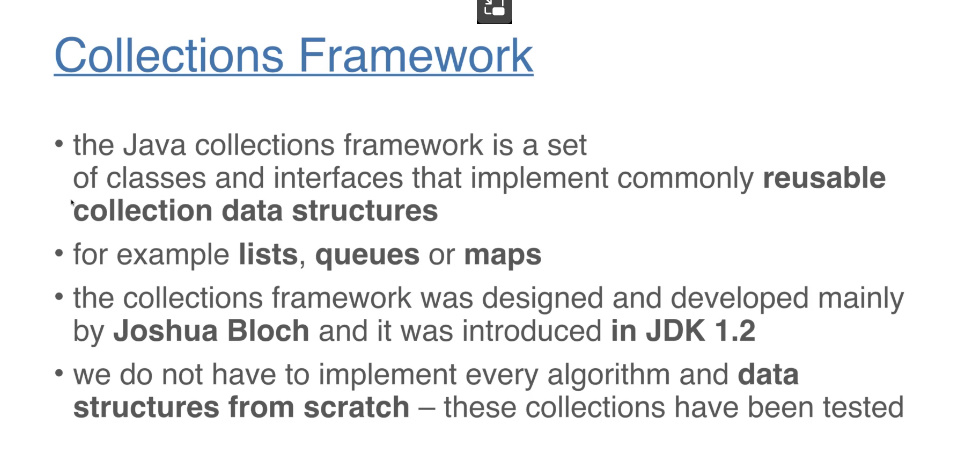 Collections Framework
• the Java collections framework is a set
of classes and interfaces that implement commonly reusable
collection data structures
• for example lists, queues or maps
• the collections framework was designed and developed mainly
by Joshua Bloch and it was introduced in JDK 1.2
• we do not have to implement every algorithm and data
structures from scratch – these collections have been tested